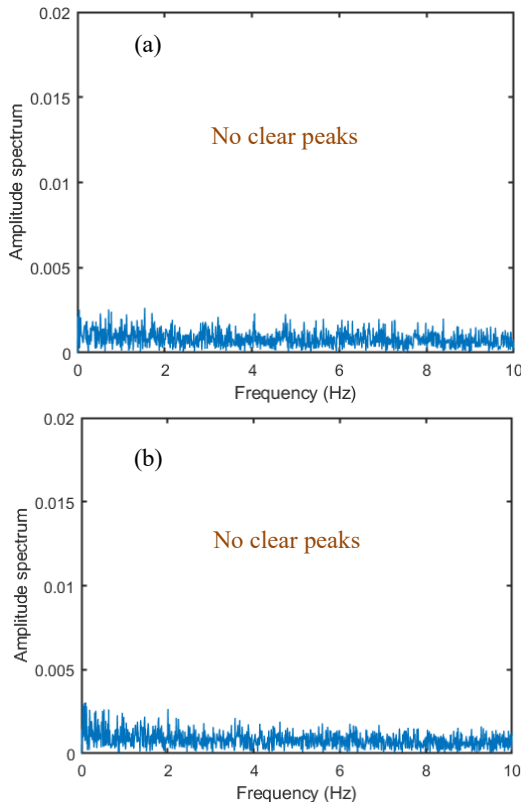 0.02
(a)
0.015
No clear peaks
0.01
Amplitude spectrum
0.005
0
0 2 4 6 8 10
Frequency (Hz)
0.02
(b)
0.015
No clear peaks
0.01
Amplitude spectrum
0.005
0
0 2 4 6 8 10
Frequency (Hz)